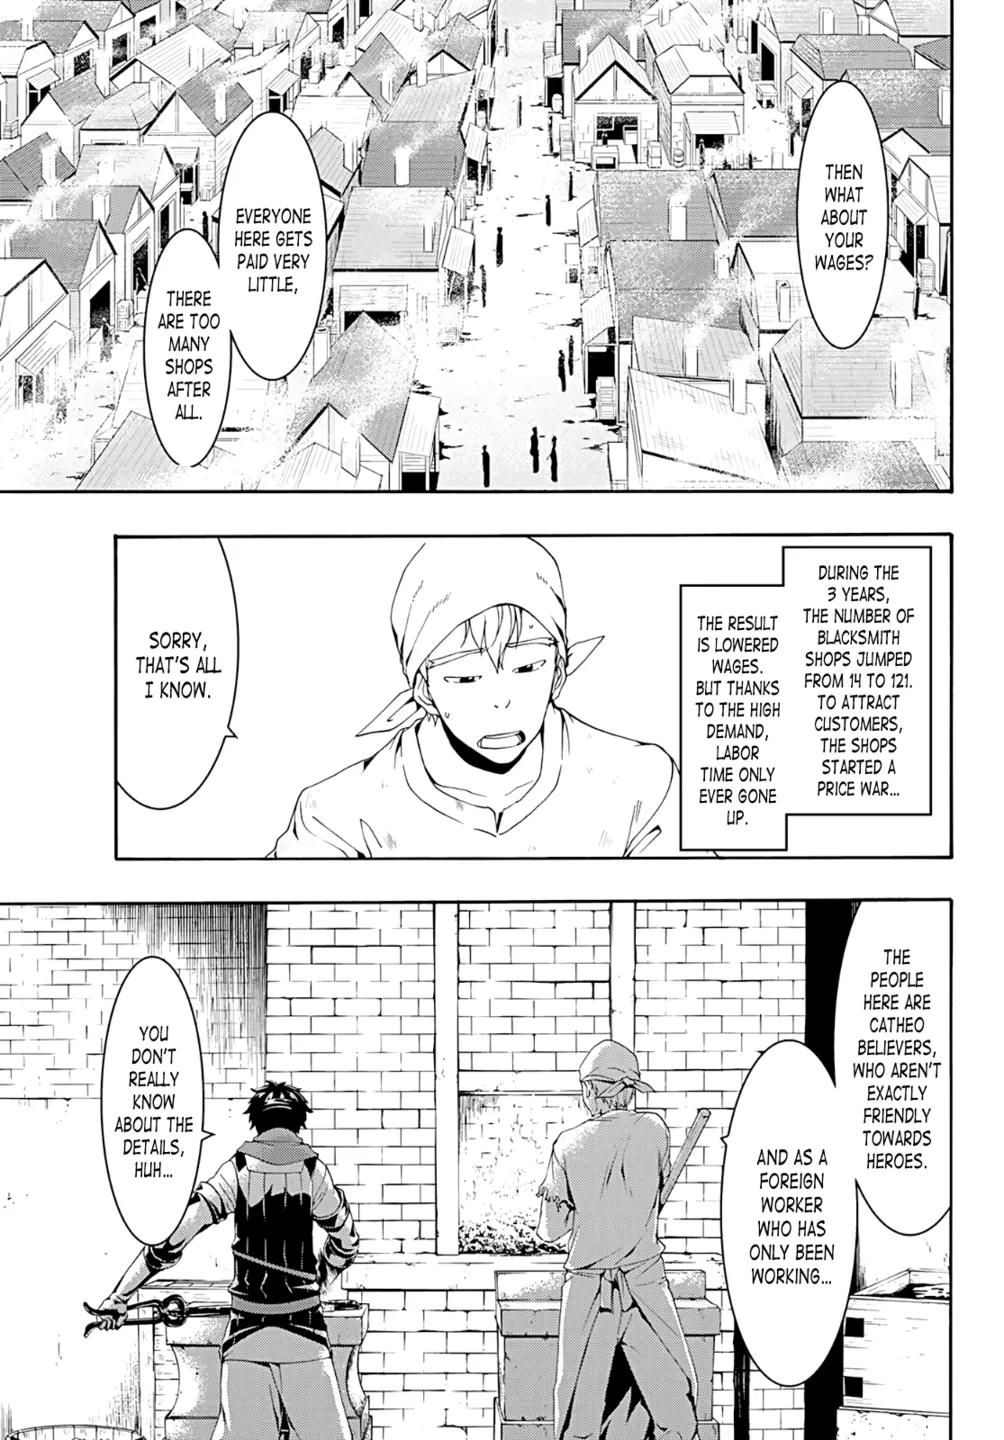 THEN
WHAT
ABOUT
YOUR
WAGES?
EVERYONE
HERE GETS
PAID VERY
LITTLE,
THERE
ARE TOO
MANY
SHOPS
AFTER
ALL.
DURING THE
3 YEARS,
THE NUMBER OF
BLACKSMITH
SHOPS JUMPED
FROM 14 TO 121.
TO ATTRACT
CUSTOMERS,
THE SHOPS
STARTED A
PRICE WAR...
THE RESULT
IS LOWERED
WAGES.
BUT THANKS
TO THE HIGH
DEMAND,
LABOR
TIME ONLY
EVER GONE
UP.
SORRY,
THAT'S ALL
I KNOW.
THE
PEOPLE
HERE ARE
CATHEO
BELIEVERS,
WHO AREN'T
EXACTLY
FRIENDLY
TOWARDS
HEROES.
AND AS A
FOREIGN
WORKER
WHO HAS
ONLY BEEN
WORKING...
YOU
DON'T
REALLY
KNOW
ABOUT THE
DETAILS,
HUH...